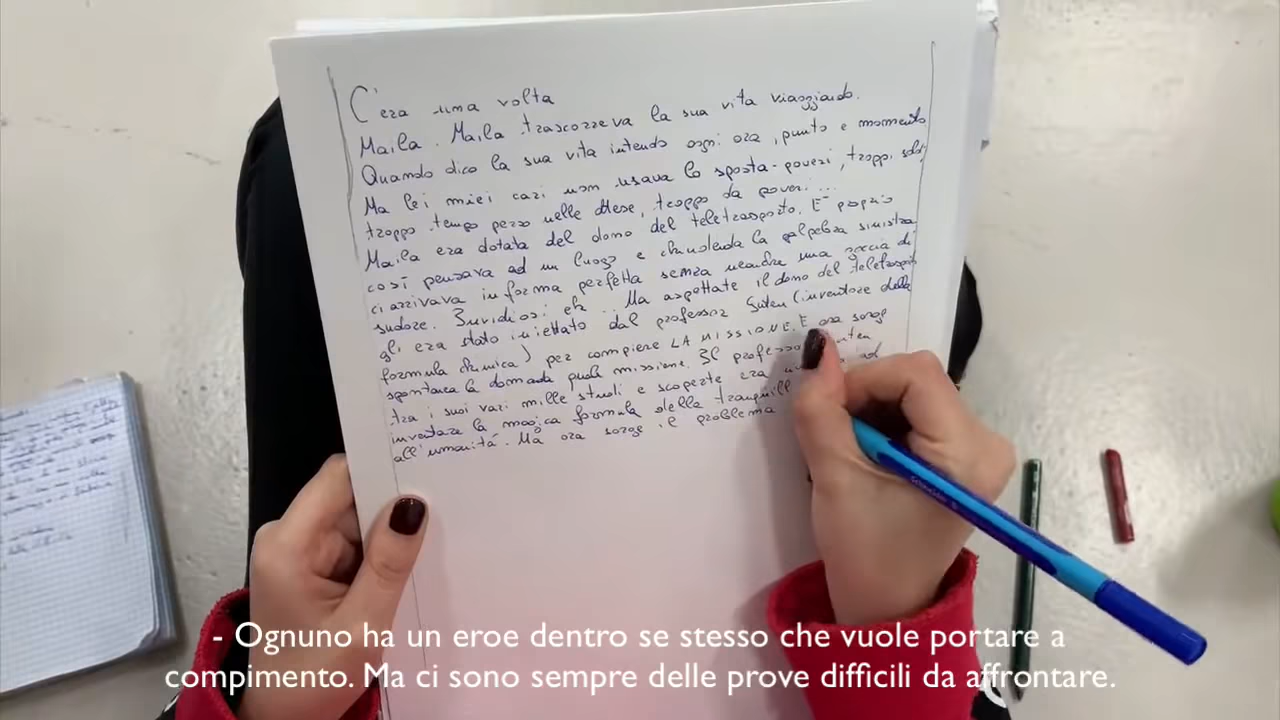 C'era una volta
Maila. Maila trascorreva la sua vita viaggiando.
Quando dico la sua vita intendo ogni ora, punto e momento
Ma lei miei cari non usava lo sposta-poveri, troppi soldi,
troppo tempo perso nelle attese, troppo da poveri...
Maila era dotata del dono del teletrasporto. E proprio
così pensava ad un luogo e chiudendo la palpebra sinistra
ci arrivava in forma perfetta senza neanche una goccia di
sudore. Invidiosi eh... Ma aspettate il dono del teletrasporto
gli era stato iniettato dal professor (inventore della
formula chimica) per compiere LA MISSIONE. E ora sorge
spontanea la domanda quale missione. Il professor
tra i suoi vari mille studi e scoperte era ad
inventare la magica formula della
all'umanità. Ma ora sorge il problema
- Ognuno ha un eroe dentro se stesso che vuole portare a
compimento. Ma ci sono sempre delle prove difficili da affrontare.